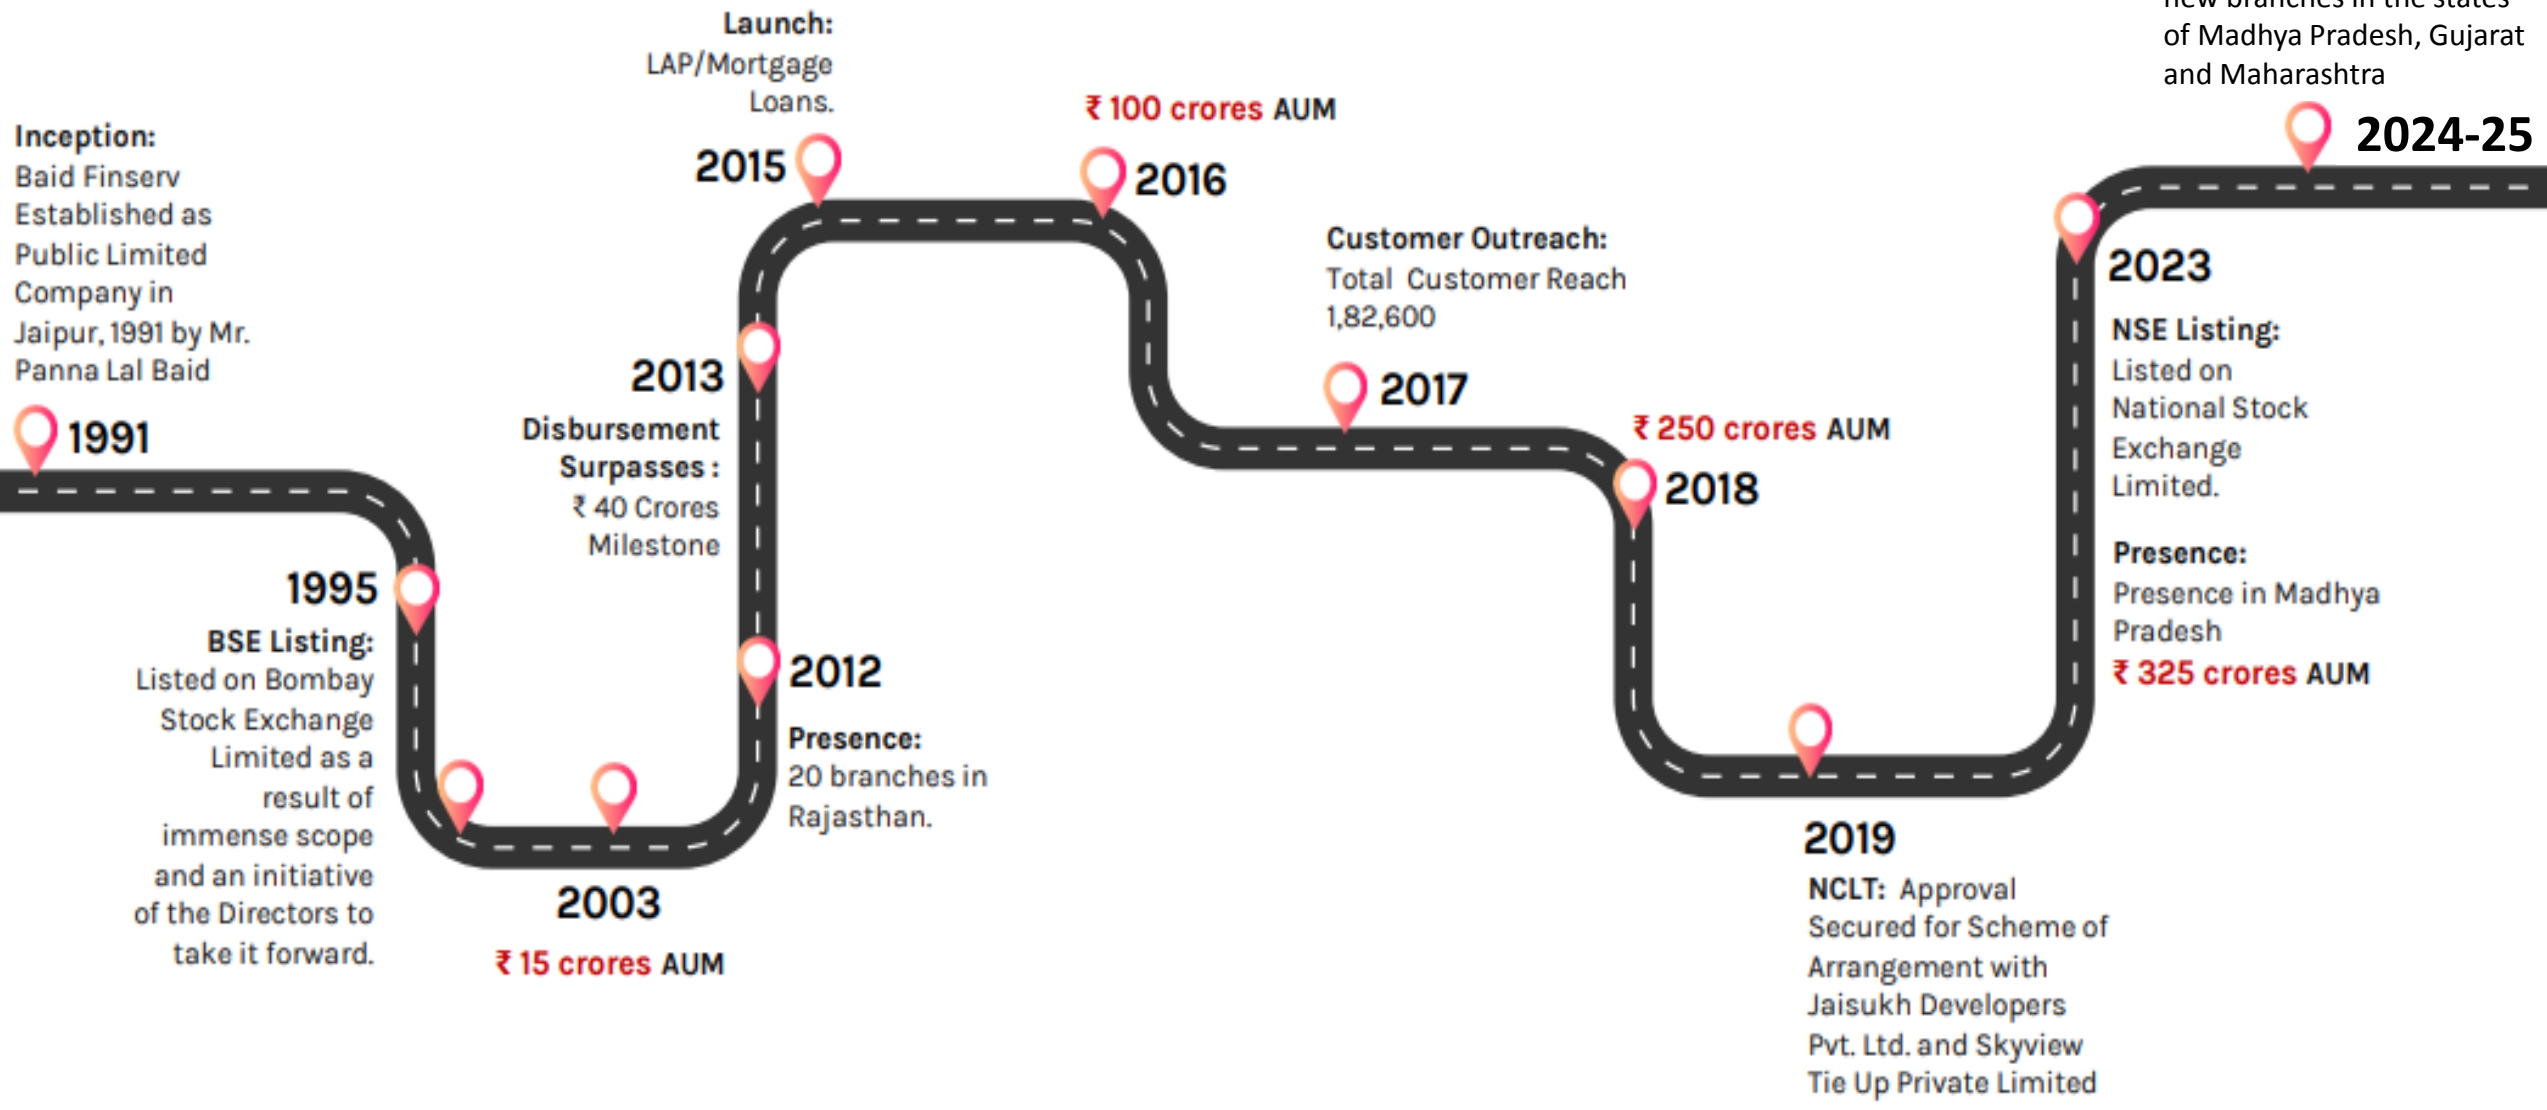 Inception:
Baid Finserv
Established as
Public Limited
Company in
Jaipur, 1991 by Mr.
Panna Lal Baid
1991
1995
BSE Listing:
Listed on Bombay
Stock Exchange
Limited as a
result of
immense scope
and an initiative
of the Directors to
take it forward.
2003
₹ 15 crores AUM
2012
Presence:
20 branches in
Rajasthan.
2013
Disbursement
Surpasses :
₹ 40 Crores
Milestone
Launch:
LAP/Mortgage
Loans.
2015
₹ 100 crores AUM
2016
Customer Outreach:
Total Customer Reach
1,82,600
2017
₹ 250 crores AUM
2018
2019
NCLT: Approval
Secured for Scheme of
Arrangement with
Jaisukh Developers
Pvt. Ltd. and Skyview
Tie Up Private Limited
2023
NSE Listing:
Listed on
National Stock
Exchange
Limited.
Presence:
Presence in Madhya
Pradesh
₹ 325 crores AUM
new branches in the states
of Madhya Pradesh, Gujarat
and Maharashtra
2024-25